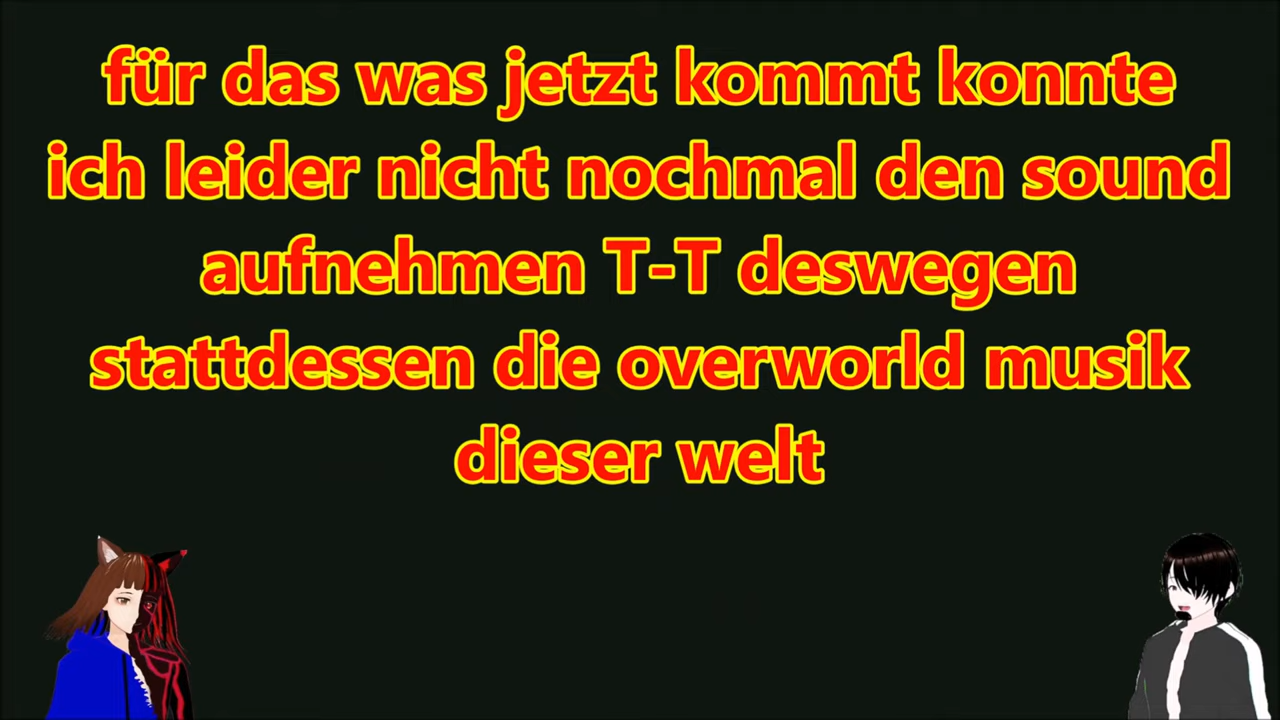 für das was jetzt kommt konnte
ich leider nicht nochmal den sound
aufnehmen T-T deswegen
stattdessen die overworld musik
dieser welt